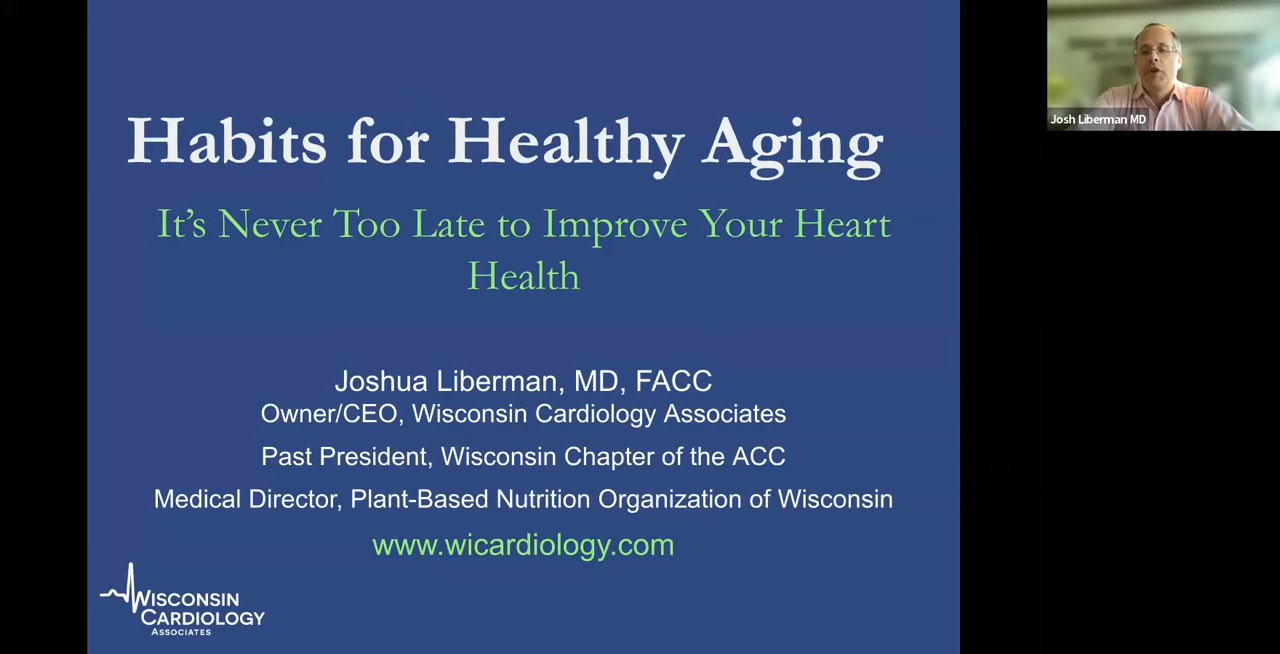 Habits for Healthy Aging
It's Never Too Late to Improve Your Heart
Health
Joshua Liberman, MD, FACC
Owner/CEO, Wisconsin Cardiology Associates
Past President, Wisconsin Chapter of the ACC
Medical Director, Plant-Based Nutrition Organization of Wisconsin
www.wicardiology.com
WISCONSIN
CARDIOLOGY
ASSOCIATES
Josh Liberman MD